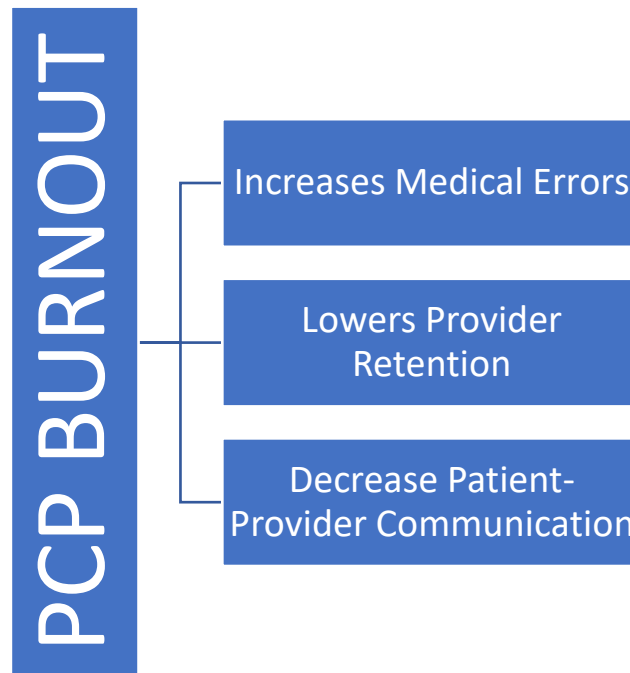 PCP BURNOUT
Increases Medical Errors
Lowers Provider
Retention
Decrease Patient-
Provider Communication